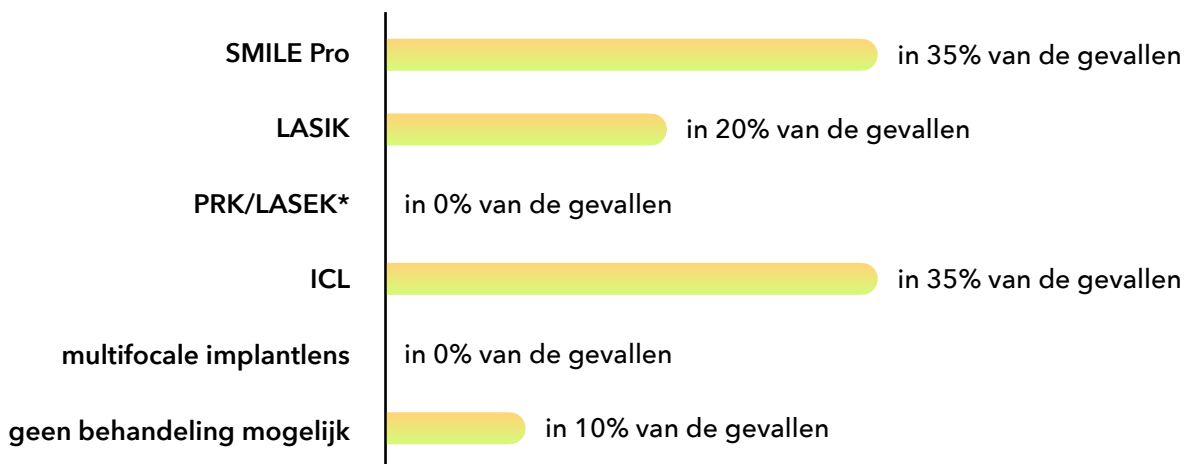 SMILE Pro in 35% van de gevallen
LASIK in 20% van de gevallen
PRK/LASEK* in 0% van de gevallen
ICL in 35% van de gevallen
multifocale implantlens in 0% van de gevallen
geen behandeling mogelijk in 10% van de gevallen